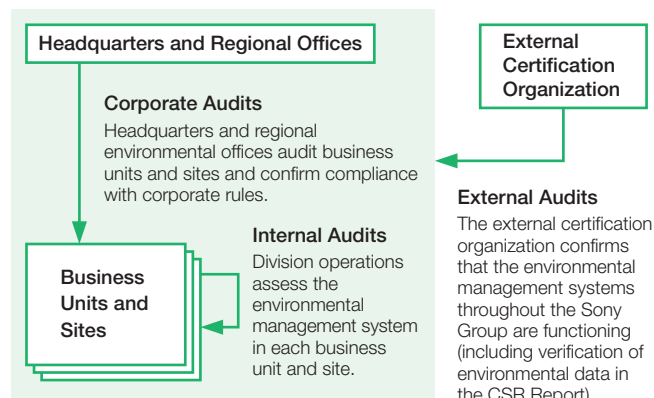 Headquarters and Regional Offices
External
Certification
Organization
Corporate Audits
Headquarters and regional
environmental offices audit business
units and sites and confirm compliance
with corporate rules.
Internal Audits
Division operations
assess the
environmental
management system
in each business
unit and site.
Business
Units and
Sites
External Audits
The external certification
organization confirms
that the environmental
management systems
throughout the Sony
Group are functioning
(including verification of
environmental data in
the CSR Report)